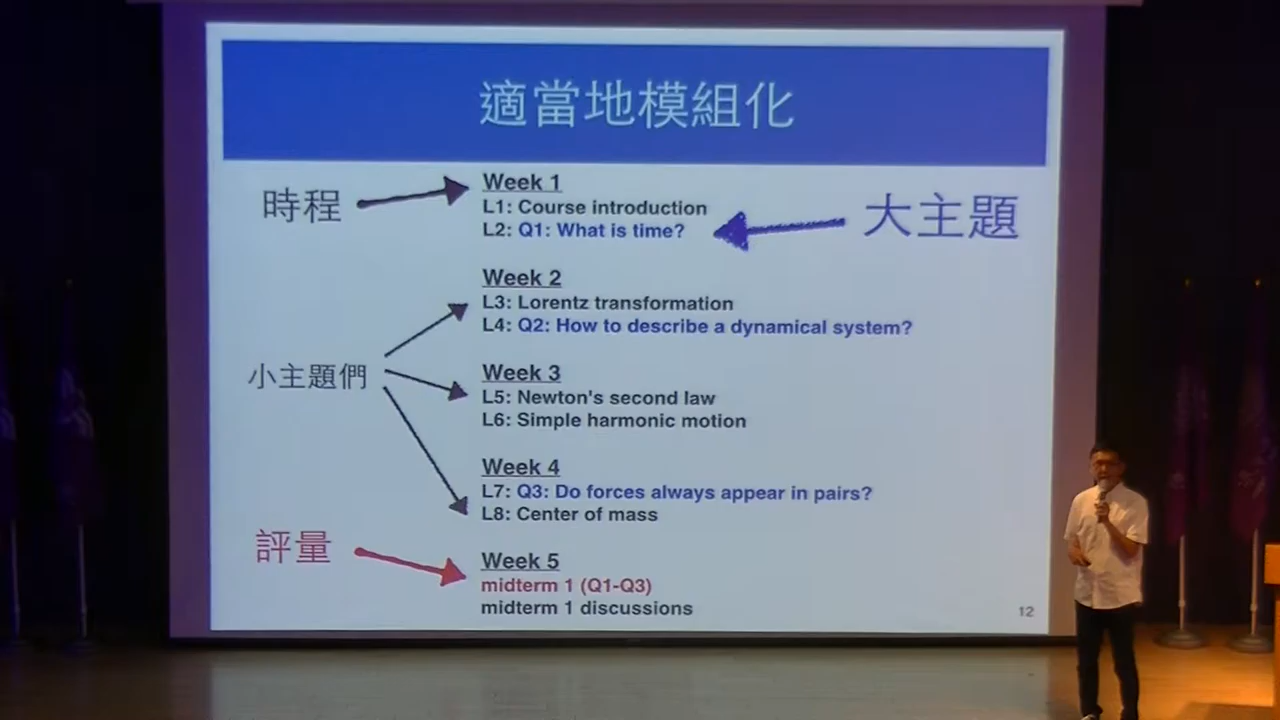 適當地模組化
時程
Week 1
L1: Course introduction
L2: Q1: What is time?
大主題
Week 2
L3: Lorentz transformation
L4: Q2: How to describe a dynamical system?
小主題們
Week 3
L5: Newton's second law
L6: Simple harmonic motion
Week 4
L7: Q3: Do forces always appear in pairs?
L8: Center of mass
評量
Week 5
midterm 1 (Q1-Q3)
midterm 1 discussions
12